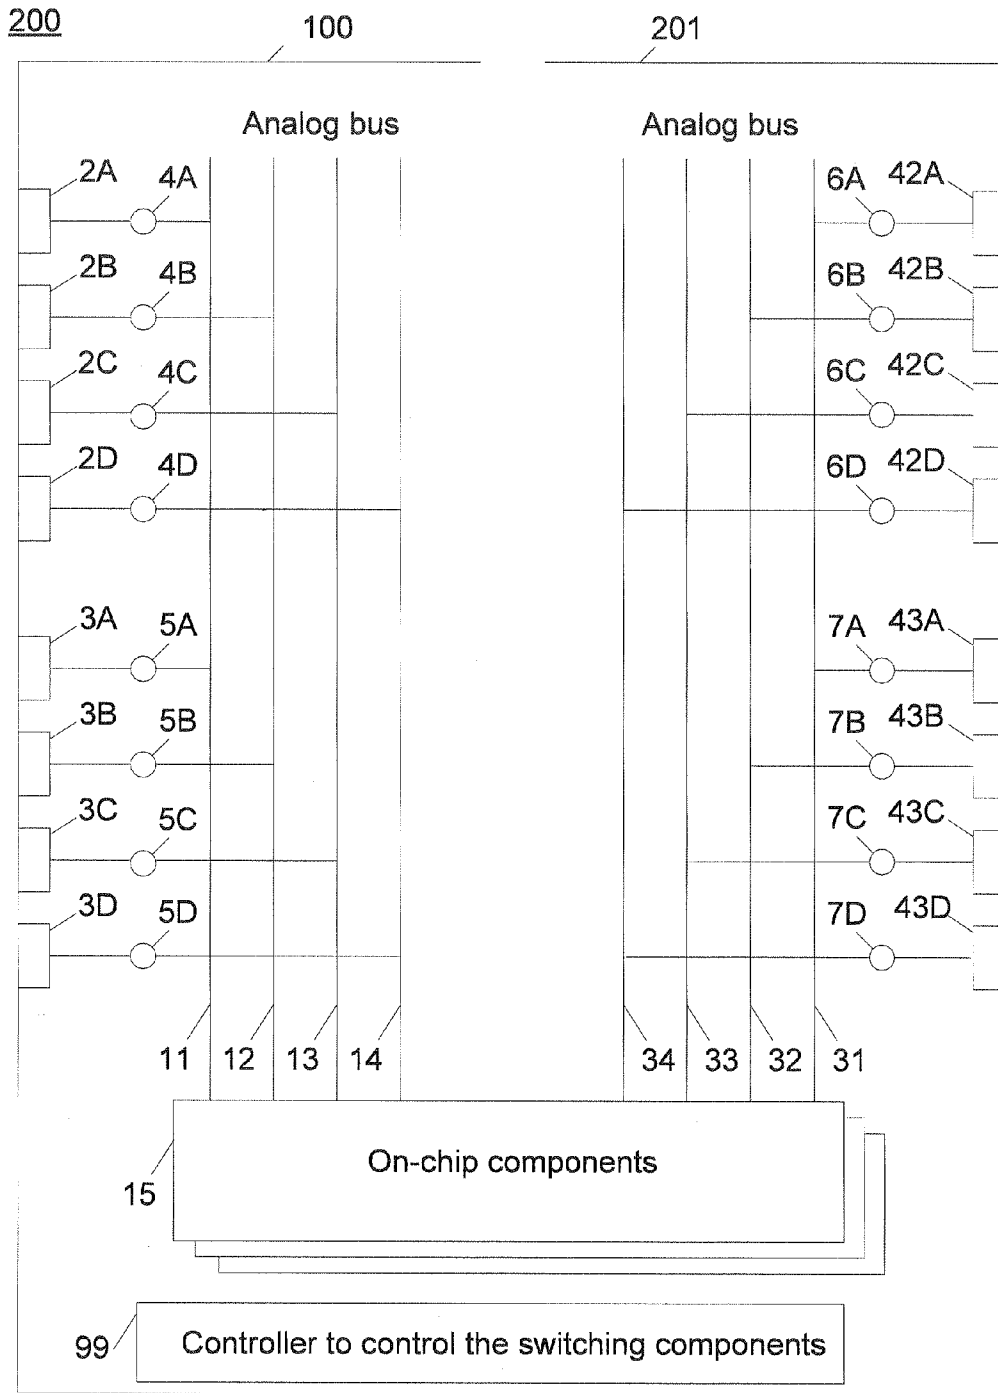 200 100 201
Analog bus Analog bus
2A 4A 6A 42A
2B 4B 6B 42B
2C 4C 6C 42C
2D 4D 6D 42D
3A 5A 7A 43A
3B 5B 7B 43B
3C 5C 7C 43C
3D 5D 7D 43D
11 12 13 14 34 33 32 31
On-chip components
15
99 Controller to control the switching components